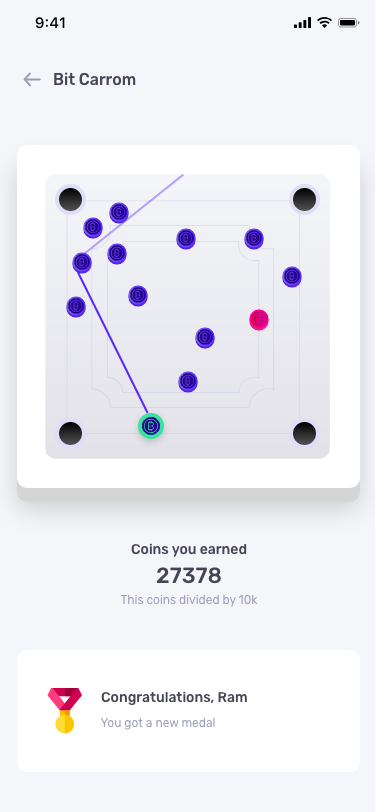 9:41
Bit Carrom
Coins you earned
27378
This coins divided by 10k
Congratulations, Ram
You got a new medal